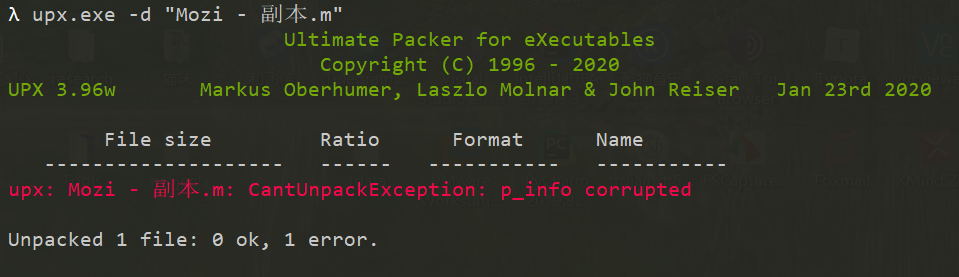 λ upx.exe -d "Mozi - 副本.m"
Ultimate Packer for eXecutables
Copyright (C) 1996 - 2020
UPX 3.96w Markus Oberhumer, Laszlo Molnar & John Reiser Jan 23rd 2020
File size Ratio Format Name
-------------------- ------ ----------- -----------
upx: Mozi - 副本.m: CantUnpackException: p_info corrupted
Unpacked 1 file: 0 ok, 1 error.